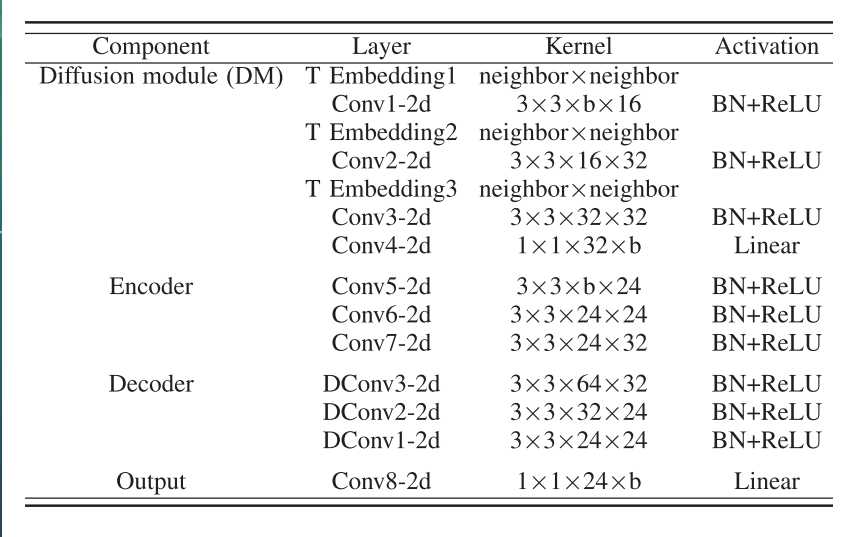 Component Layer Kernel Activation
Diffusion module (DM) T Embedding1 neighbor×neighbor
Conv1-2d 3×3×b×16 BN+ReLU
T Embedding2 neighbor×neighbor
Conv2-2d 3×3×16×32 BN+ReLU
T Embedding3 neighbor×neighbor
Conv3-2d 3×3×32×32 BN+ReLU
Conv4-2d 1×1×32×b Linear
Encoder Conv5-2d 3×3×b×24 BN+ReLU
Conv6-2d 3×3×24×24 BN+ReLU
Conv7-2d 3×3×24×32 BN+ReLU
Decoder DConv3-2d 3×3×64×32 BN+ReLU
DConv2-2d 3×3×32×24 BN+ReLU
DConv1-2d 3×3×24×24 BN+ReLU
Output Conv8-2d 1×1×24×b Linear